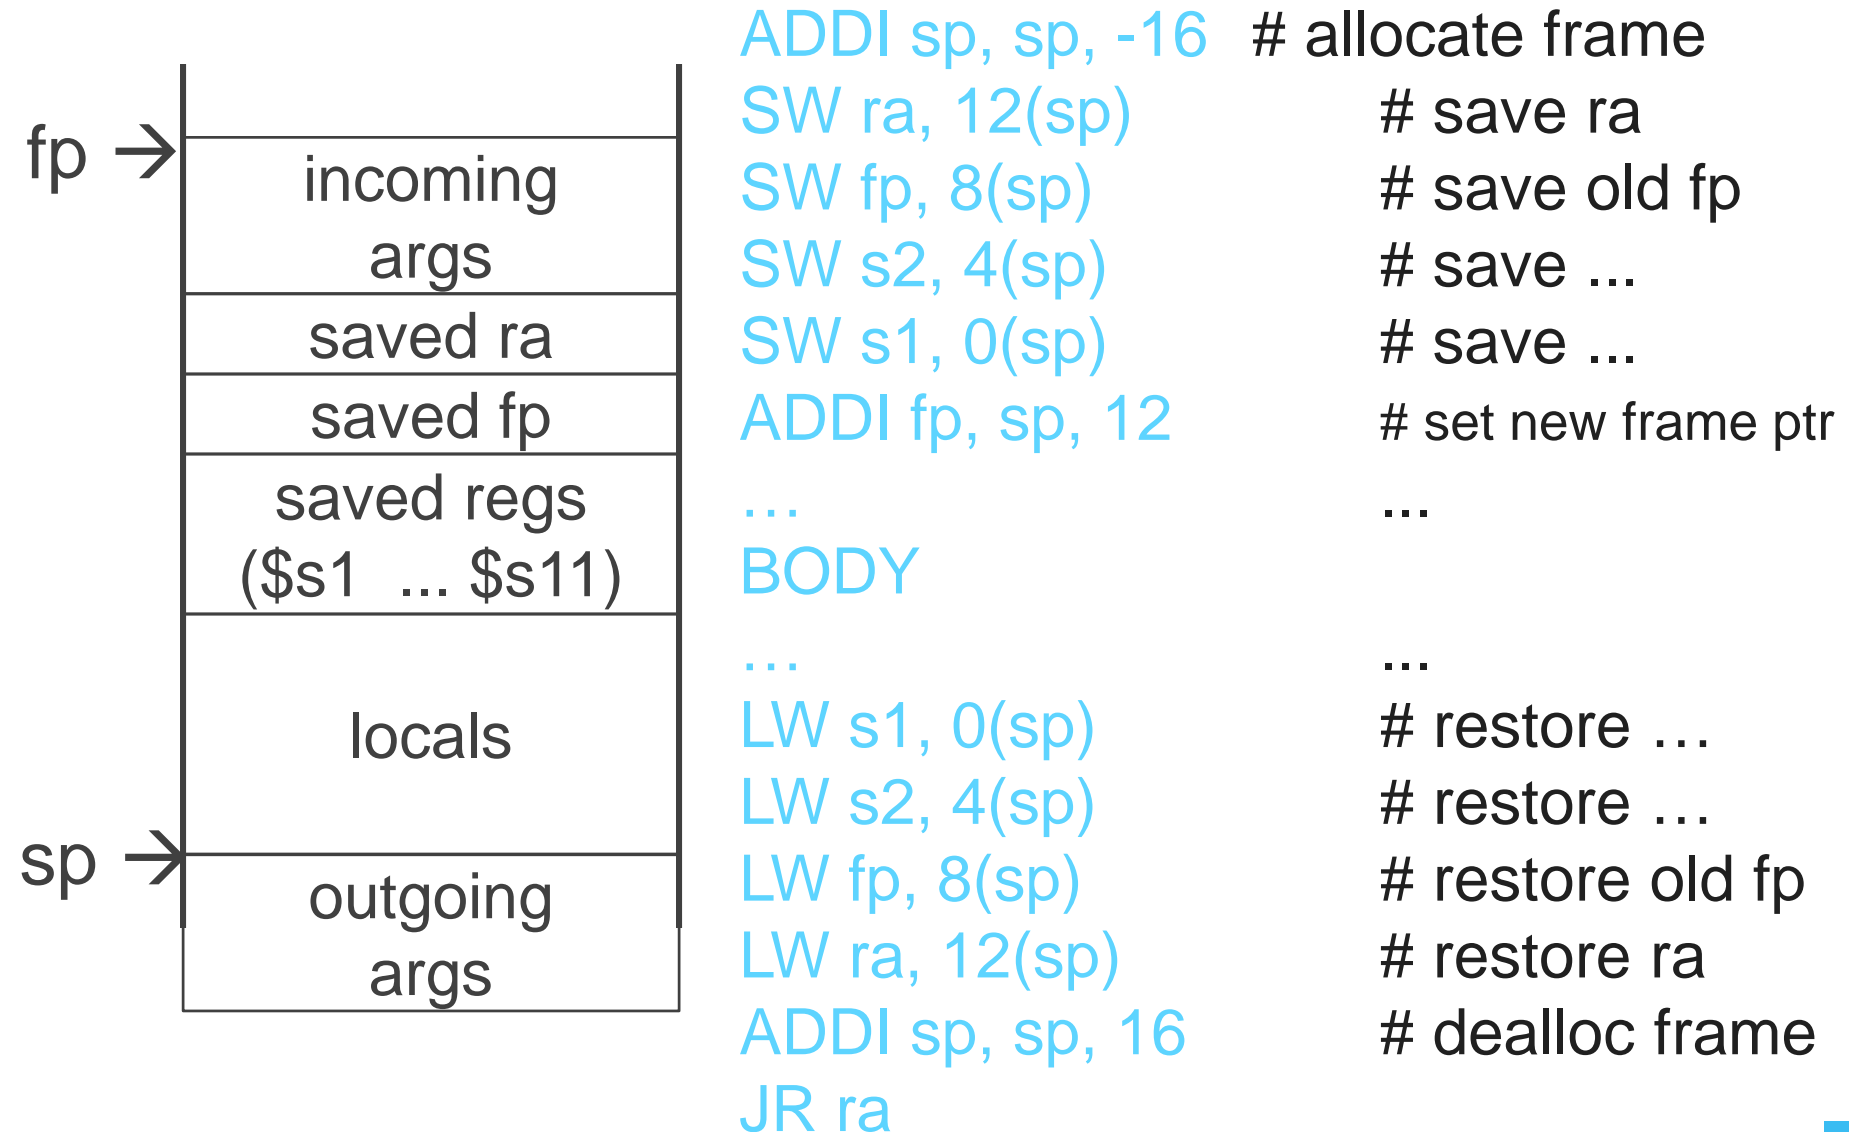 fp →
incoming
args
saved ra
saved fp
saved regs
($s1 ... $s11)
locals
sp →
outgoing
args
ADDI sp, sp, -16 # allocate frame
SW ra, 12(sp) # save ra
SW fp, 8(sp) # save old fp
SW s2, 4(sp) # save ...
SW s1, 0(sp) # save ...
ADDI fp, sp, 12 # set new frame ptr
… ...
BODY
… ...
LW s1, 0(sp) # restore …
LW s2, 4(sp) # restore …
LW fp, 8(sp) # restore old fp
LW ra, 12(sp) # restore ra
ADDI sp, sp, 16 # dealloc frame
JR ra